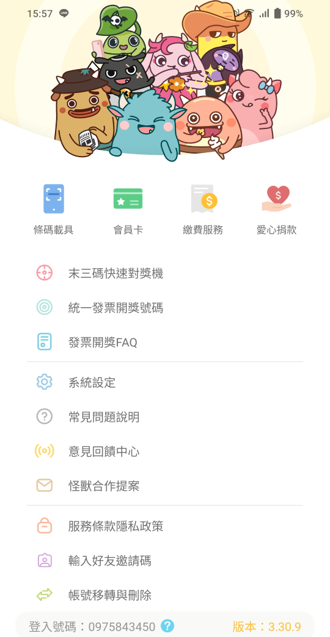 15:57 99%
條碼載具 會員卡 繳費服務 愛心捐款
末三碼快速對獎機
統一發票開獎號碼
發票開獎FAQ
系統設定
常見問題說明
意見回饋中心
怪獸合作提案
服務條款隱私政策
輸入好友邀請碼
帳號移轉與刪除
登入號碼：0975843450 ? 版本：3.30.9